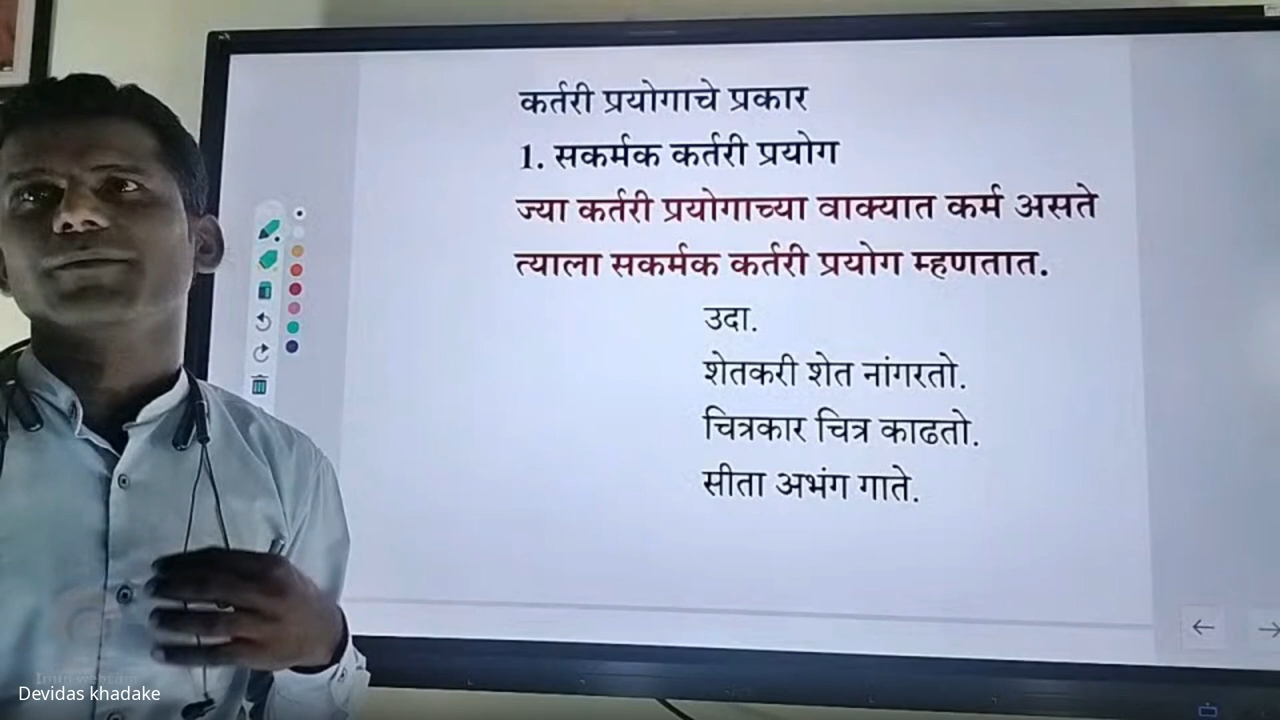 कर्तरी प्रयोगाचे प्रकार
1. सकर्मक कर्तरी प्रयोग
ज्या कर्तरी प्रयोगाच्या वाक्यात कर्म असते
त्याला सकर्मक कर्तरी प्रयोग म्हणतात.
उदा.
शेतकरी शेत नांगरतो.
चित्रकार चित्र काढतो.
सीता अभंग गाते.
Devidas khadake